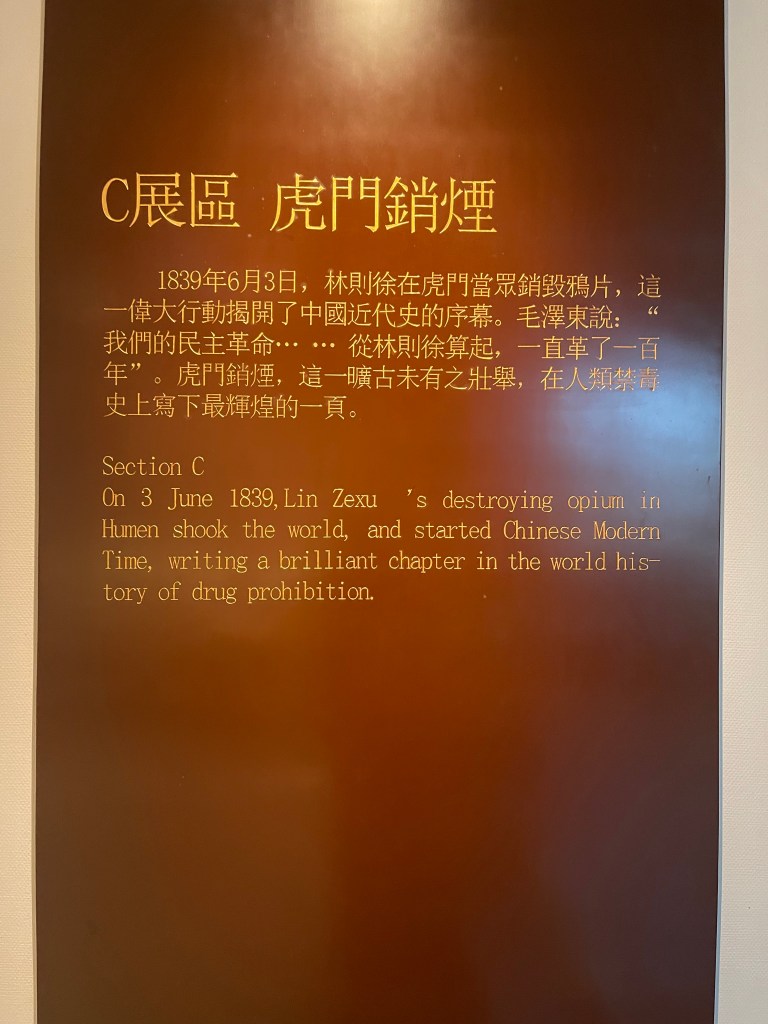 C展區 虎門銷煙
1839年6月3日，林則徐在虎門當眾銷毀鴉片，這
一偉大行動揭開了中國近代史的序幕。毛澤東說：“
我們的民主革命… … 從林則徐算起，一直革了一百
年”。虎門銷煙，這一曠古未有之壯舉，在人類禁毒
史上寫下最輝煌的一頁。
Section C
On 3 June 1839,Lin Zexu ’s destroying opium in
Humen shook the world, and started Chinese Modern
Time, writing a brilliant chapter in the world his-
tory of drug prohibition.